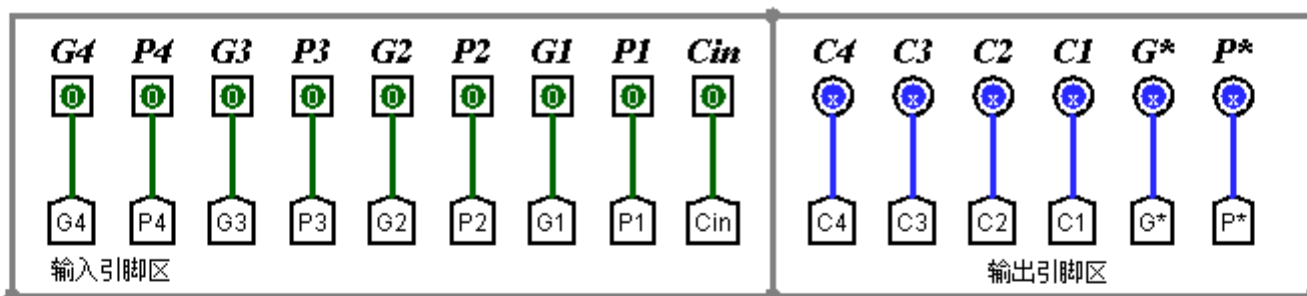 G4 P4 G3 P3 G2 P2 G1 P1 Cin C4 C3 C2 C1 G* P*
0 0 0 0 0 0 0 0 0 x x x x x x
G4 P4 G3 P3 G2 P2 G1 P1 Cin C4 C3 C2 C1 G* P*
输入引脚区 输出引脚区